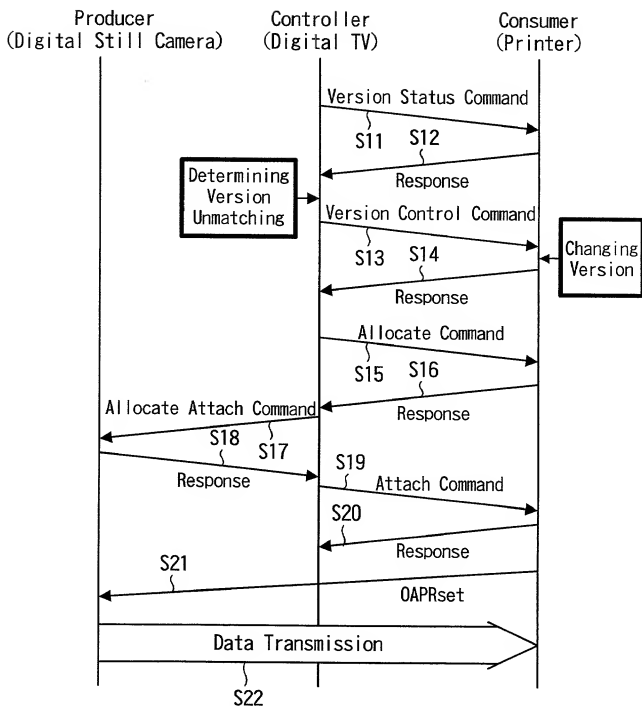 Producer
(Digital Still Camera)
Controller
(Digital TV)
Consumer
(Printer)
Version Status Command
S11
S12
Response
Determining
Version
Unmatching
Version Control Command
S13
S14
Response
Changing
Version
Allocate Command
S15
S16
Response
Allocate Attach Command
S17
S18
Response
S19
Attach Command
S20
Response
S21
OAPRset
Data Transmission
S22